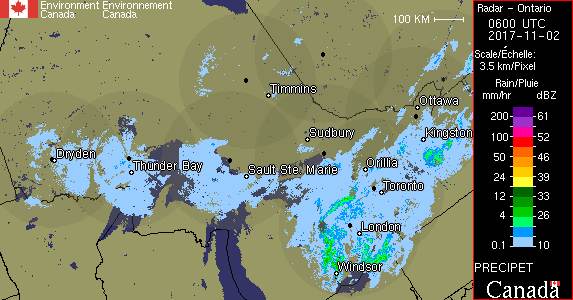 Environment Environnement
Canada Canada
100 KM
Timmins
Ottawa
Kingston
Sudbury
Dryden
Thunder Bay
Sault Ste. Marie
Orillia
Toronto
London
Windsor
Radar - Ontario
0600 UTC
2017-11-02
Scale/Échelle:
3.5 km/Pixel
Rain/Pluie
mm/hr dBZ
200 61
100 52
50 46
24 39
12 33
4 26
0.1 10
PRECIPET
Canada